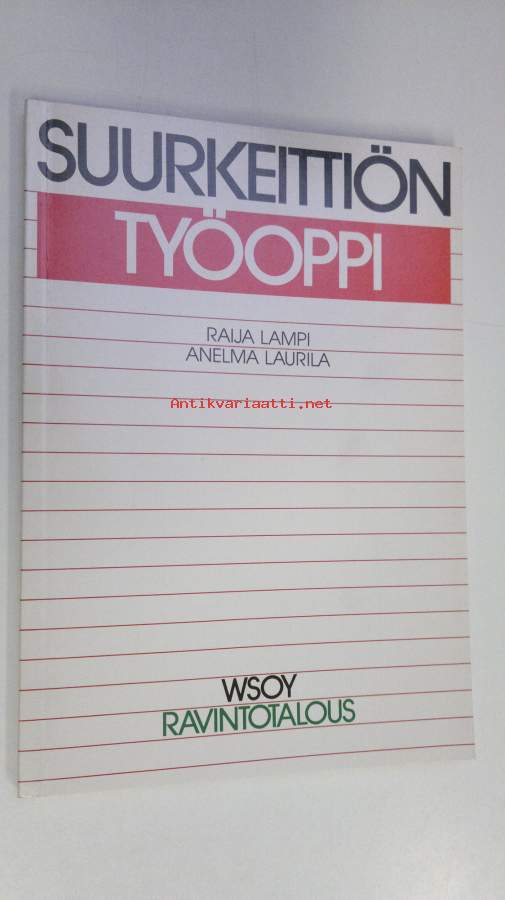 SUURKEITTIÖN
TYÖOPPI
RAIJA LAMPI
ANELMA LAURILA
Antikvariaatti.net
WSOY
RAVINTOTALOUS